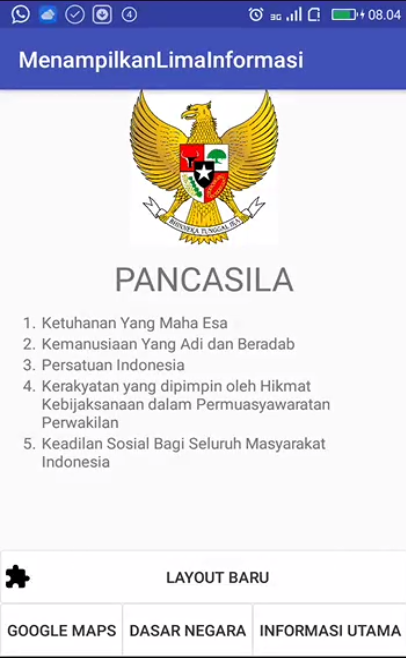 4 3G 08.04
MenampilkanLimaInformasi
BHINNEKA TUNGGAL IKA
PANCASILA
1. Ketuhanan Yang Maha Esa
2. Kemanusiaan Yang Adi dan Beradab
3. Persatuan Indonesia
4. Kerakyatan yang dipimpin oleh Hikmat
Kebijaksanaan dalam Permuasyawaratan
Perwakilan
5. Keadilan Sosial Bagi Seluruh Masyarakat
Indonesia
LAYOUT BARU
GOOGLE MAPS DASAR NEGARA INFORMASI UTAMA